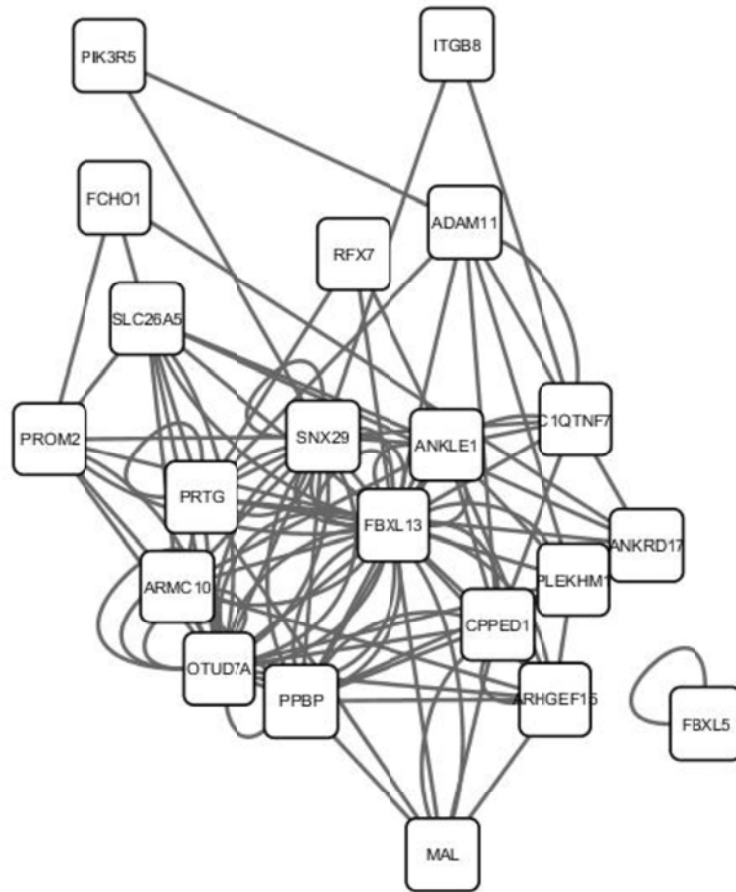 PIK3R5
ITGB8
FCHO1
ADAM11
RFX7
SLC26A5
PROM2
SNX29
ANKLE1
C1QTNF7
PRTG
FBXL13
ANKRD17
ARMC10
PLEKHM1
CPPED1
OTUD7A
PPBP
ARHGEF15
FBXL5
MAL